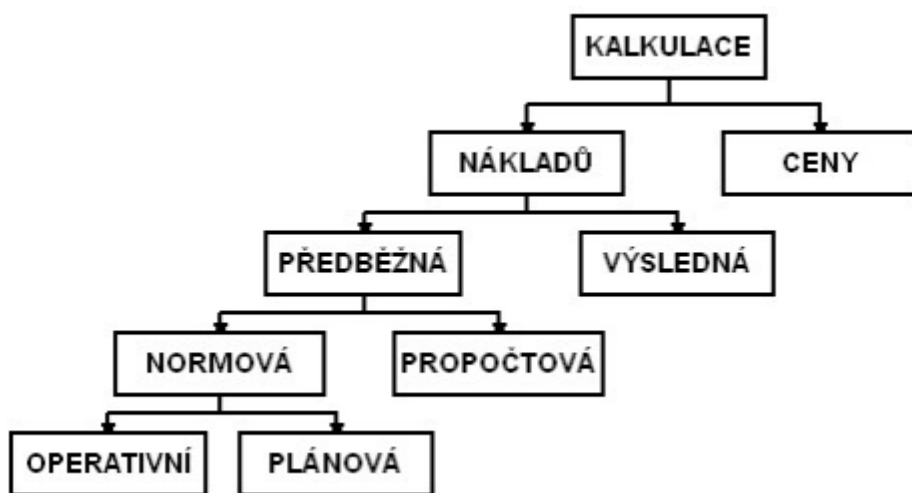 KALKULACE
NÁKLADŮ
CENY
PŘEDBĚŽNÁ
VÝSLEDNÁ
NORMOVÁ
PROPOČTOVÁ
OPERATIVNÍ
PLÁNOVÁ